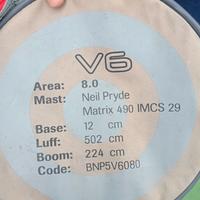 V6
Area: 8.0
Mast: Neil Pryde
Matrix 490 IMCS 29
Base: 12 cm
Luff: 502 cm
Boom: 224 cm
Code: BNP5V6080